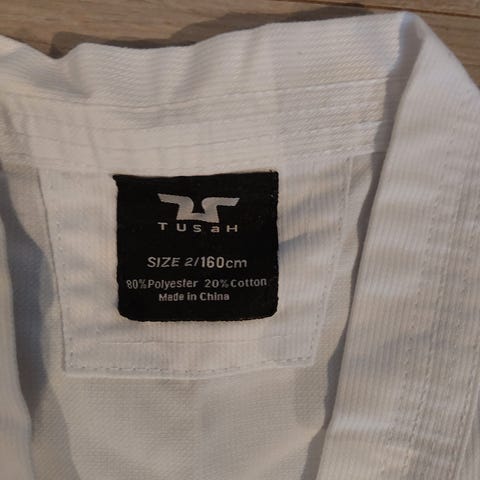 TUSaH
SIZE 2/160cm
80%Polyester 20%Cotton
Made in China